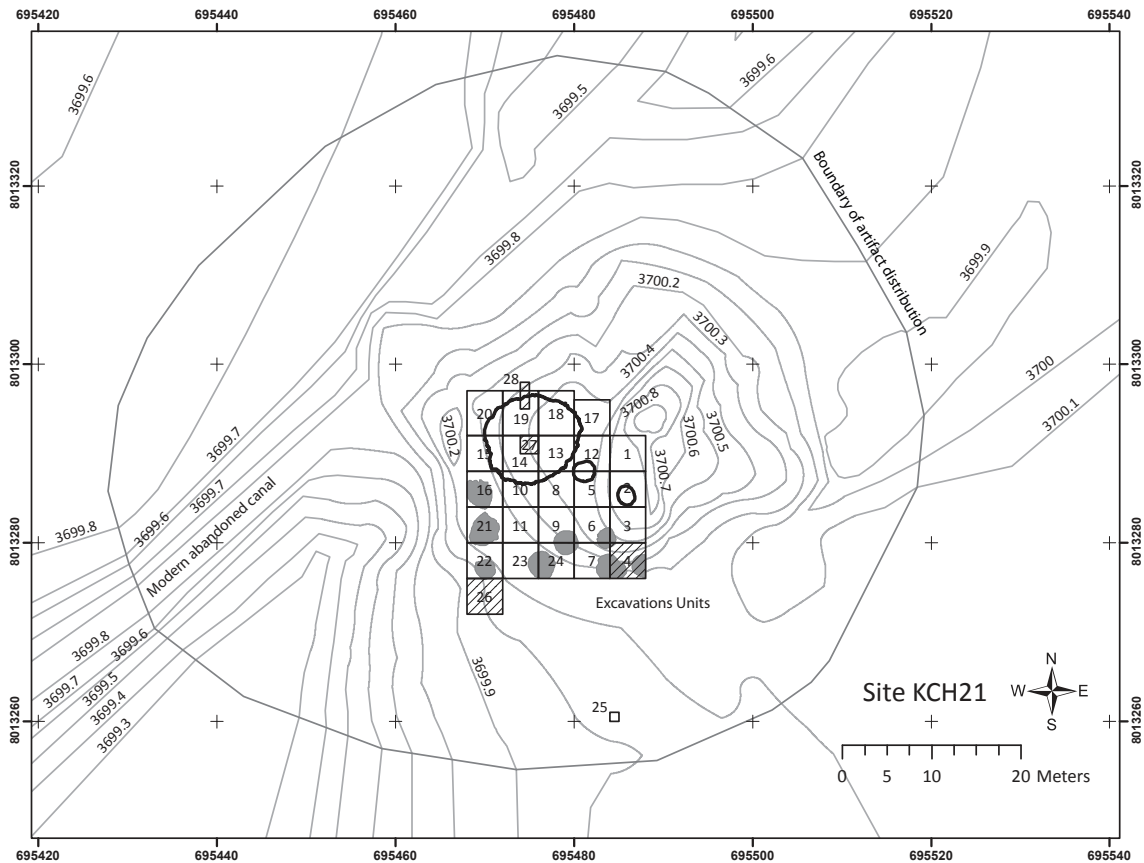 695420 695440 695460 695480 695500 695520 695540
3699.6
3699.6
3699.5
8013320
8013320
Boundary of artifact distribution
3699.8
3699.9
3700.2
3700.3
8013300
8013300
3700.4
3700
28
3700.8
3700.1
20 19 18 17
3700.2
3700.5
3700.6
3699.7
27
15 14 13 12 1
3700.7
3699.7
16 10 8 5 2
3699.8
3699.6
21 11 9 6 3
8013280
8013280
Modern abandoned canal
22 23 24 7 4
26
Excavations Units
3699.8
3699.6
3699.7
3699.5
3699.4
3699.3
3699.9
25
Site KCH21
N
W E
S
8013260
8013260
0 5 10 20 Meters
695420 695440 695460 695480 695500 695520 695540